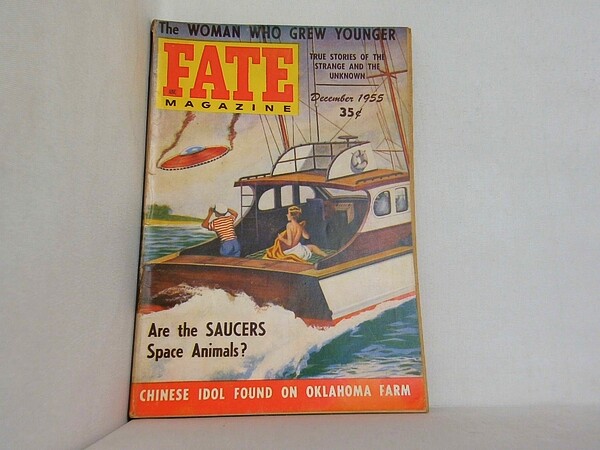 The WOMAN WHO GREW YOUNGER
FATE
MAGAZINE
TRUE STORIES OF THE
STRANGE AND THE
UNKNOWN
December 1955
35¢
Are the SAUCERS
Space Animals?
CHINESE IDOL FOUND ON OKLAHOMA FARM